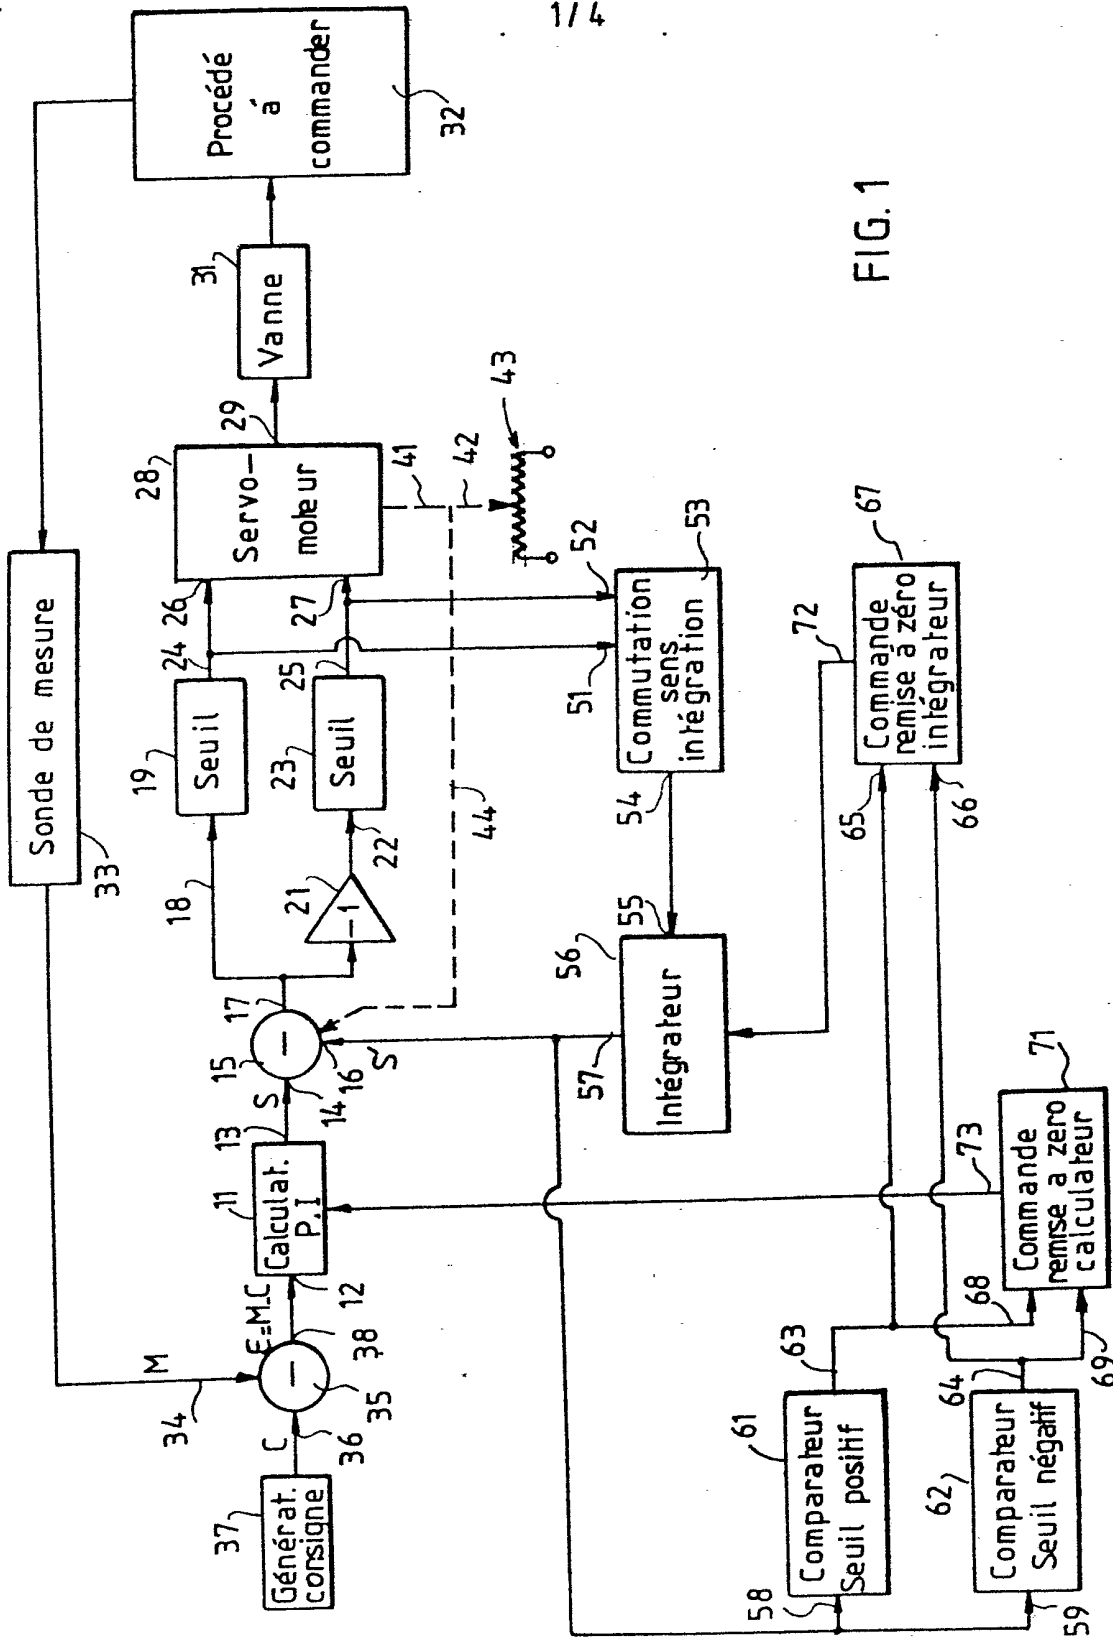 1/4
Sonde de mesure
33
Procédé
à
commander
32
31
Vanne
29
28
Servo-
moteur
26
27
41
42
43
24
25
19
Seuil
23
Seuil
18
21
-1
22
44
17
15
-
16
S̃
14
S
13
11
Calculat.
P.I
12
E=M-C
38
M
34
-
35
C
36
37
Générat.
consigne
51
52
53
Commutation
sens
intégration
54
55
56
Intégrateur
57
72
67
Commande
remise à zéro
intégrateur
65
66
71
Commande
remise a zero
calculateur
73
68
69
63
64
61
Comparateur
Seuil positif
58
62
Comparateur
Seuil négatif
59
FIG. 1